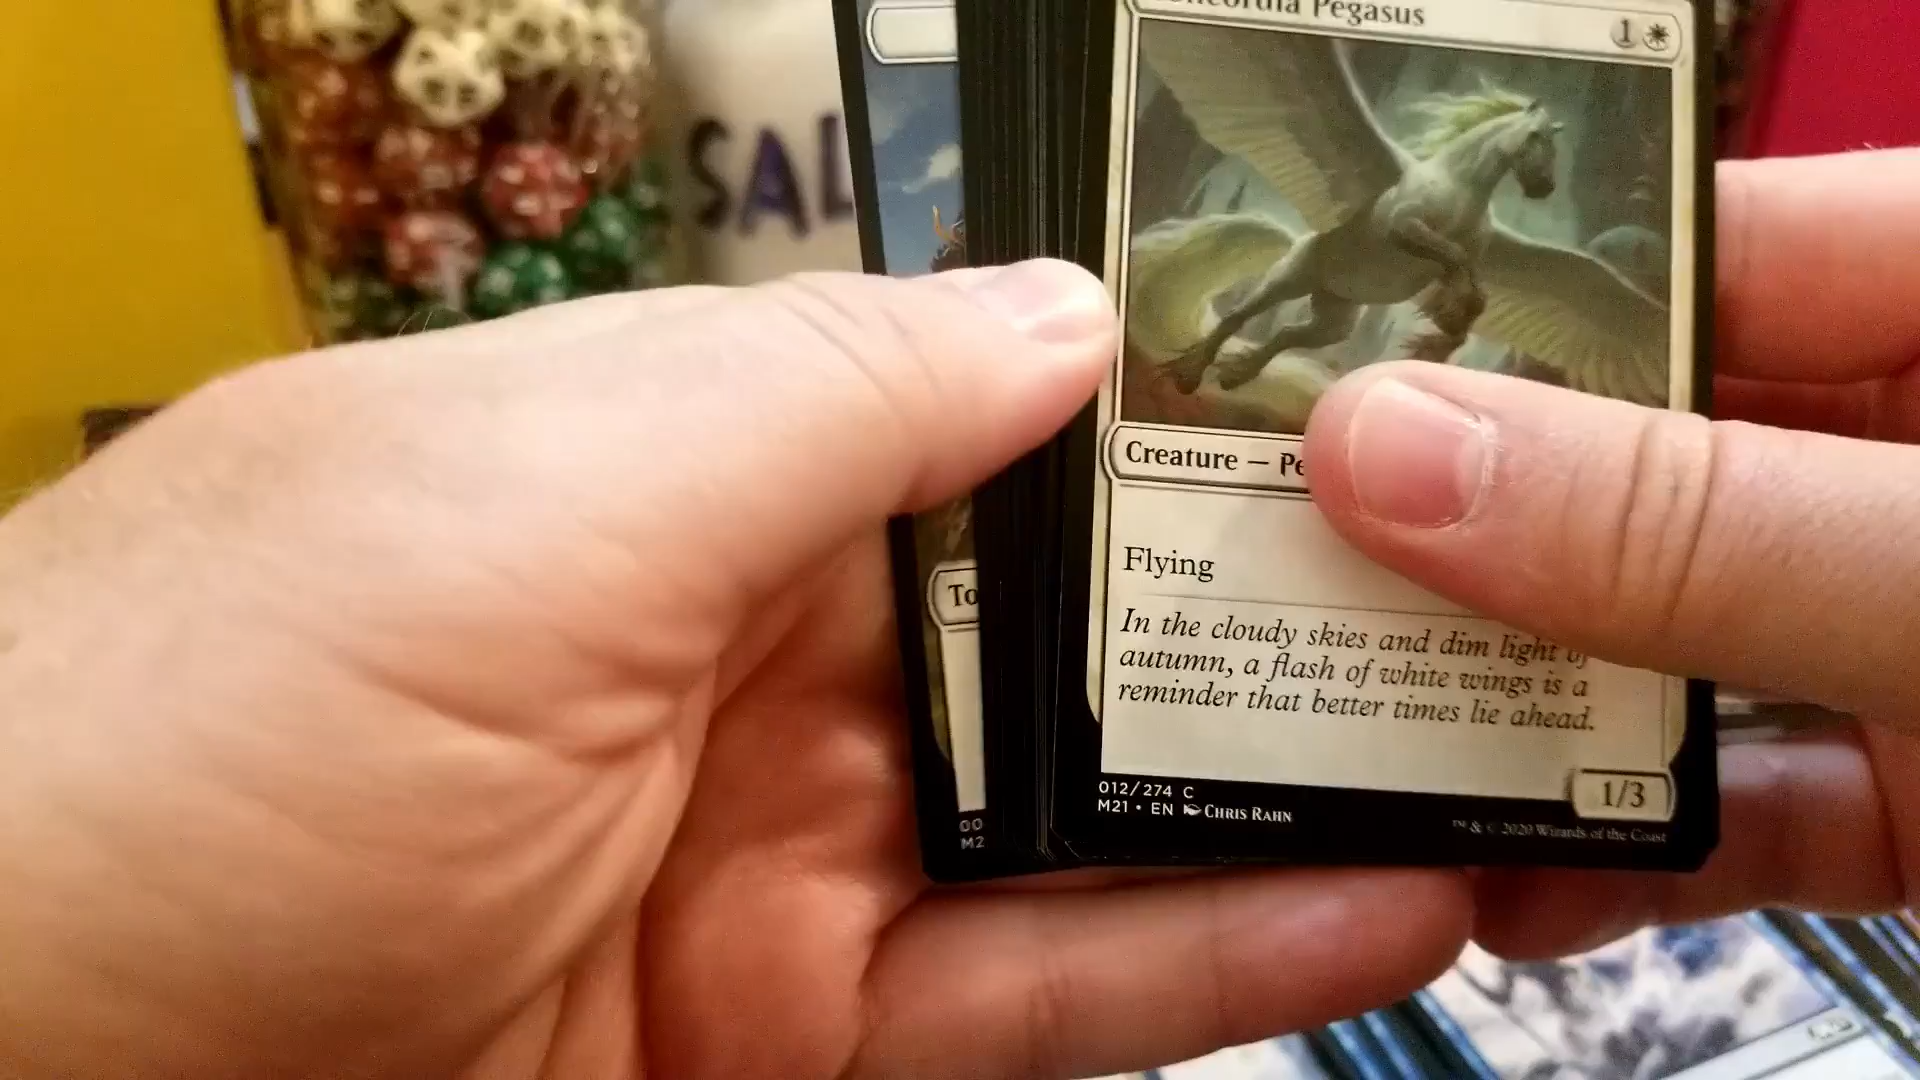 SAL
Concordia Pegasus
1
To
Creature — Pe
Flying
In the cloudy skies and dim light of
autumn, a flash of white wings is a
reminder that better times lie ahead.
1/3
012/274 C
M21 • EN CHRIS RAHN
™ & © 2020 Wizards of the Coast
00
M2